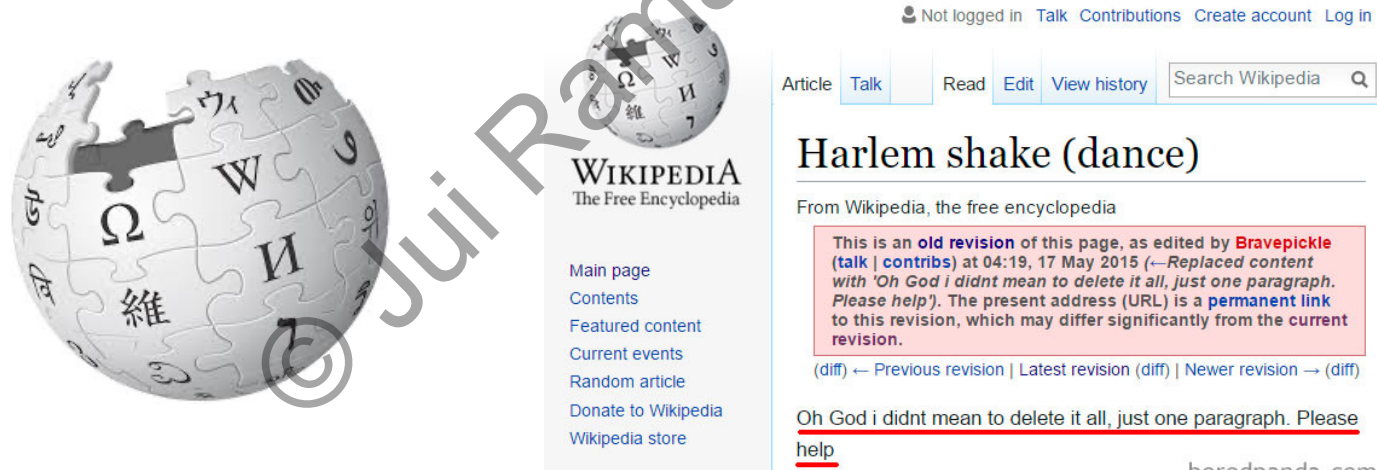 © Jui Ram
WIKIPEDIA
The Free Encyclopedia
Main page
Contents
Featured content
Current events
Random article
Donate to Wikipedia
Wikipedia store
Not logged in Talk Contributions Create account Log in
Article Talk Read Edit View history Search Wikipedia
Harlem shake (dance)
From Wikipedia, the free encyclopedia
This is an old revision of this page, as edited by Bravepickle
(talk | contribs) at 04:19, 17 May 2015 (←Replaced content
with 'Oh God i didnt mean to delete it all, just one paragraph.
Please help'). The present address (URL) is a permanent link
to this revision, which may differ significantly from the current
revision.
(diff) ← Previous revision | Latest revision (diff) | Newer revision → (diff)
Oh God i didnt mean to delete it all, just one paragraph. Please
help